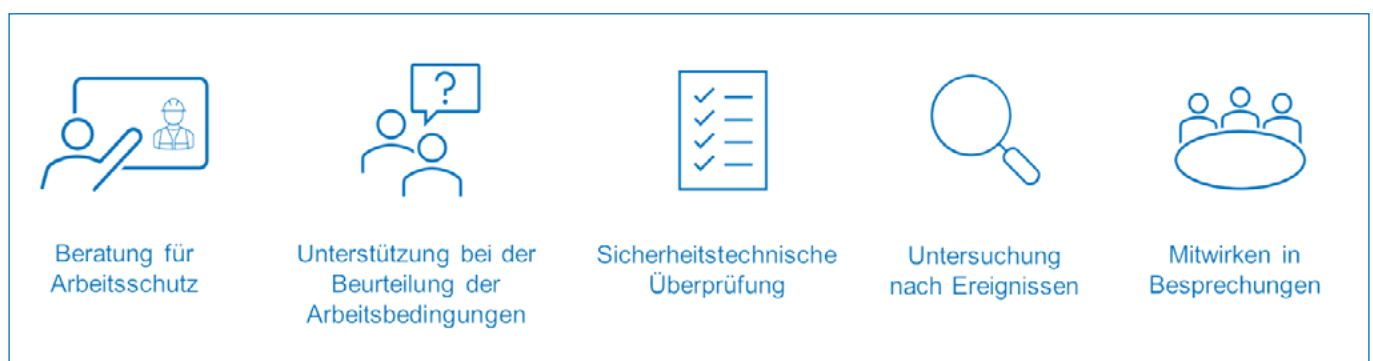 ?
Beratung für
Arbeitsschutz
Unterstützung bei der
Beurteilung der
Arbeitsbedingungen
Sicherheitstechnische
Überprüfung
Untersuchung
nach Ereignissen
Mitwirken in
Besprechungen